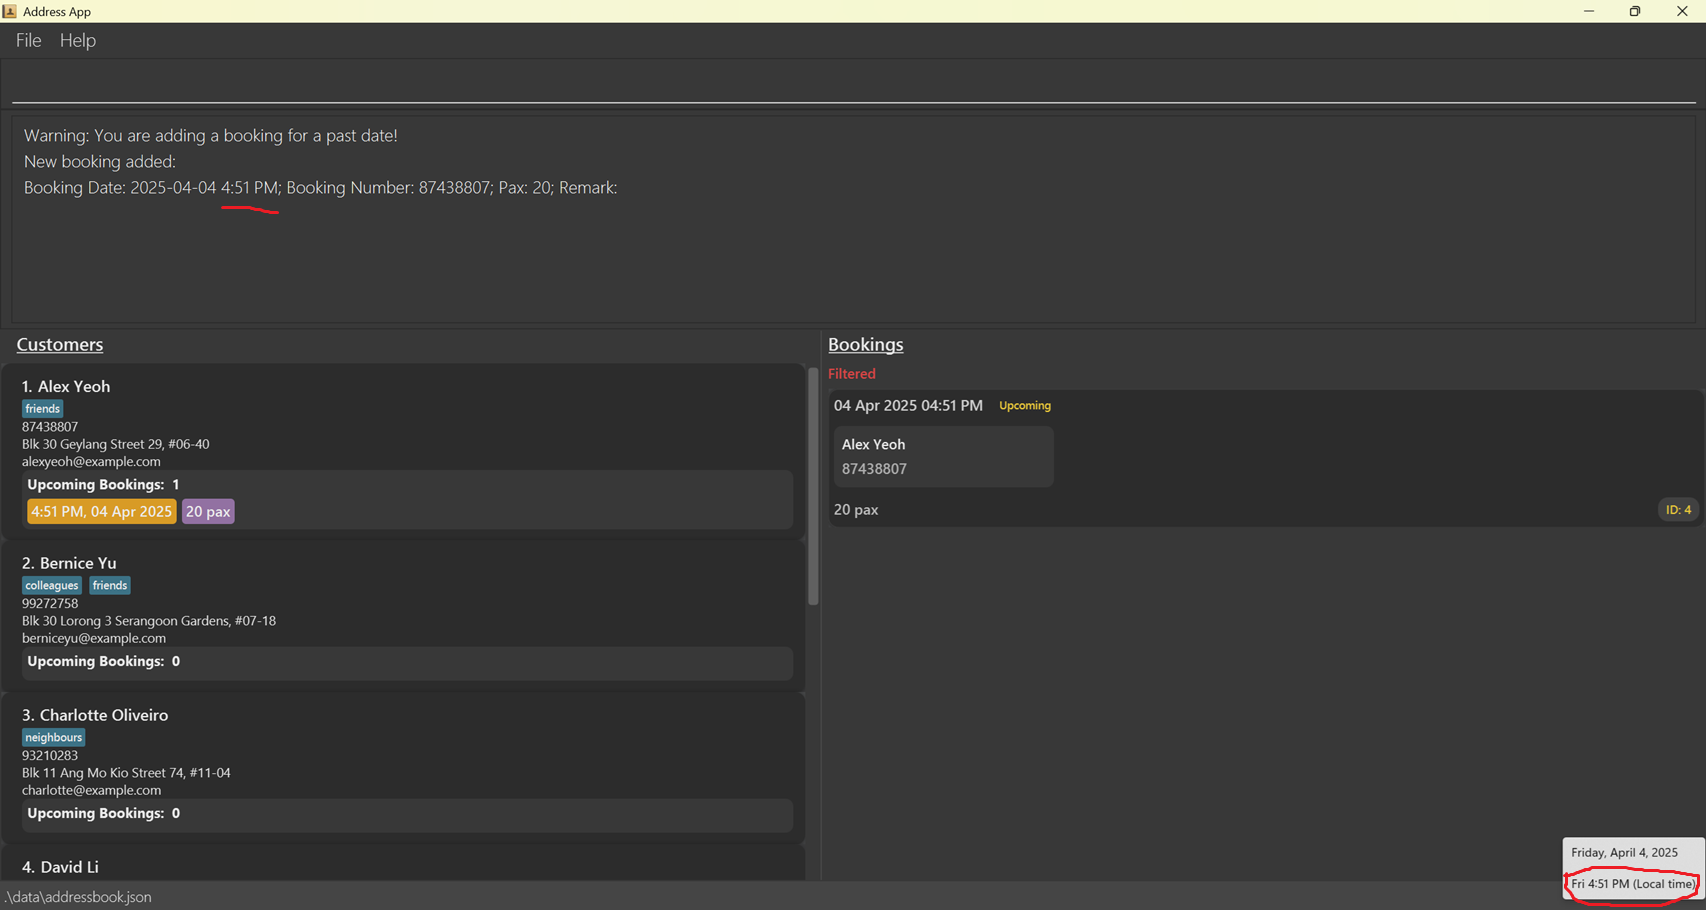 Address App
File Help
Warning: You are adding a booking for a past date!
New booking added:
Booking Date: 2025-04-04 4:51 PM; Booking Number: 87438807; Pax: 20; Remark:
Customers
1. Alex Yeoh
friends
87438807
Blk 30 Geylang Street 29, #06-40
alexyeoh@example.com
Upcoming Bookings: 1
4:51 PM, 04 Apr 2025 20 pax
2. Bernice Yu
colleagues friends
99272758
Blk 30 Lorong 3 Serangoon Gardens, #07-18
berniceyu@example.com
Upcoming Bookings: 0
3. Charlotte Oliveiro
neighbours
93210283
Blk 11 Ang Mo Kio Street 74, #11-04
charlotte@example.com
Upcoming Bookings: 0
4. David Li
Bookings
Filtered
04 Apr 2025 04:51 PM Upcoming
Alex Yeoh
87438807
20 pax ID: 4
Friday, April 4, 2025
Fri 4:51 PM (Local time)
.\data\addressbook.json